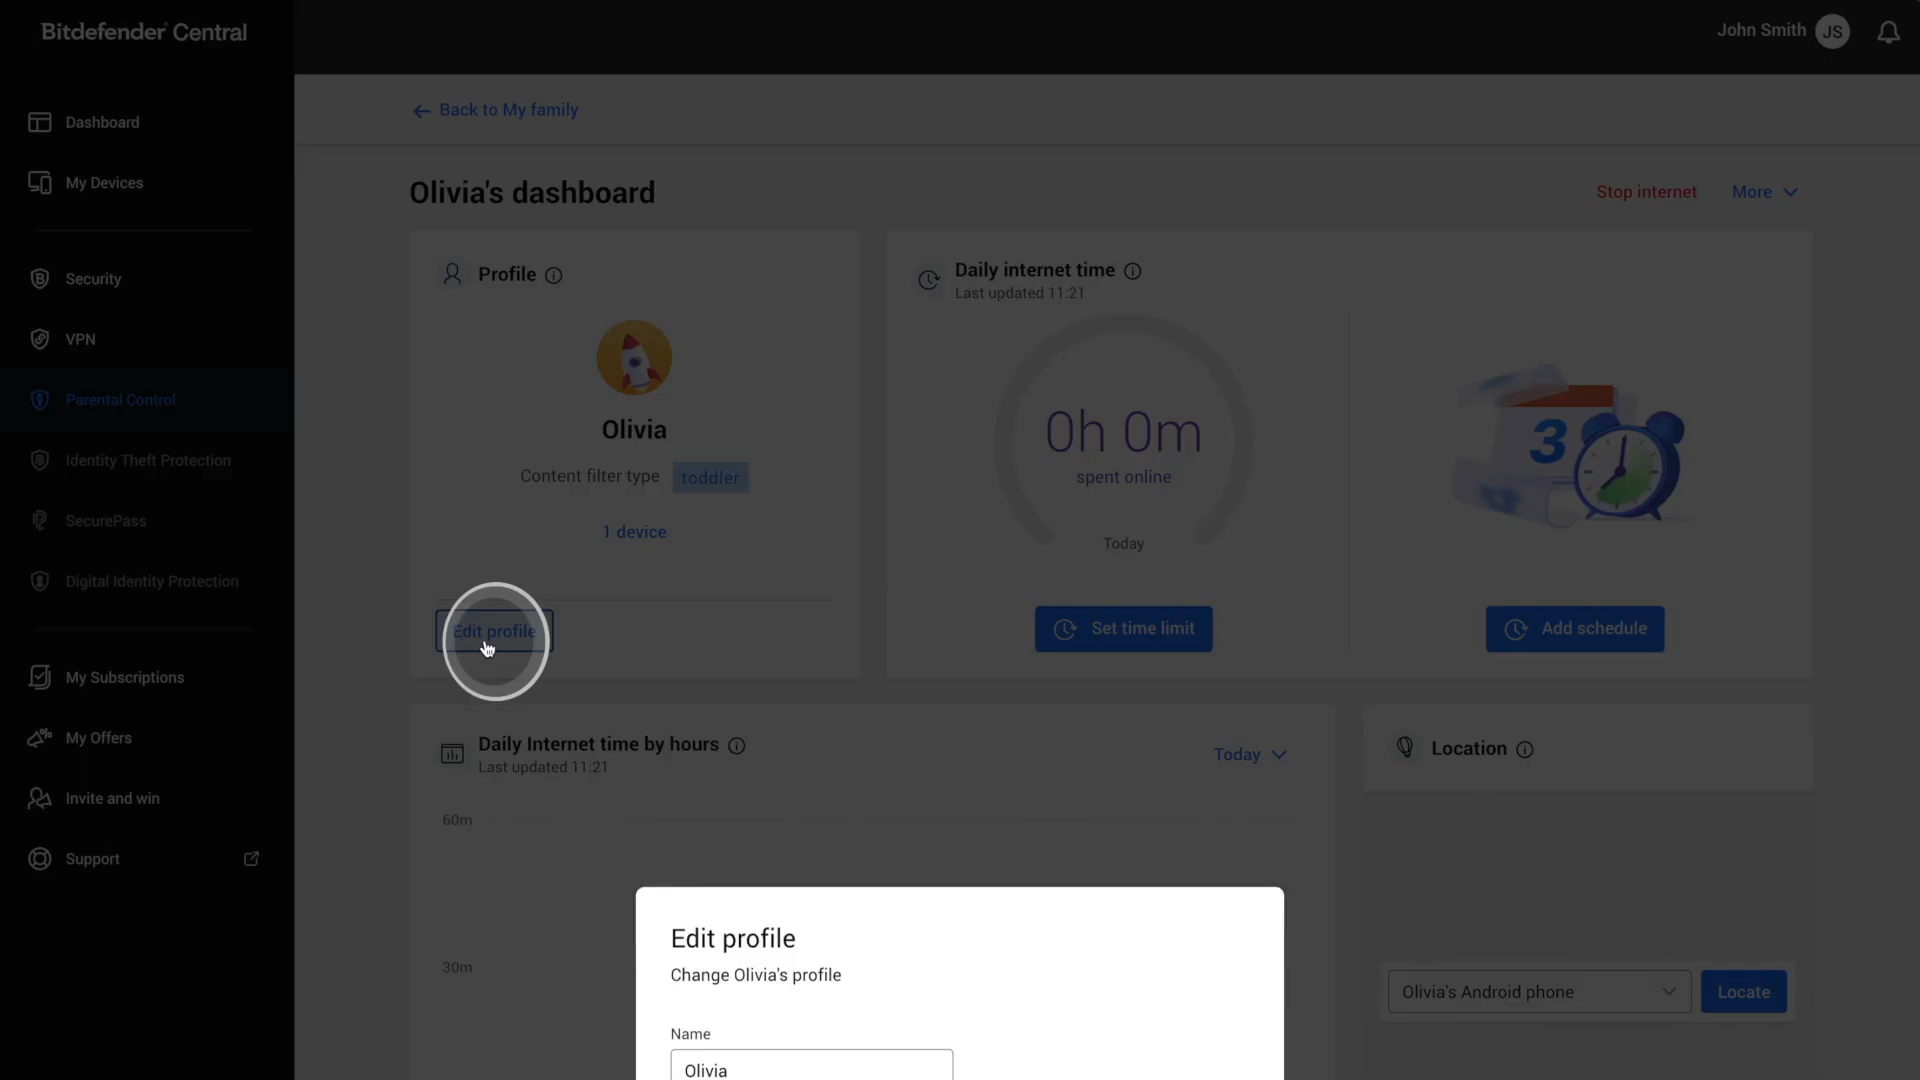 Bitdefender Central
John Smith JS
Dashboard
My Devices
Security
VPN
Parental Control
Identity Theft Protection
SecurePass
Digital Identity Protection
My Subscriptions
My Offers
Invite and win
Support
Back to My family
Olivia's dashboard
Stop internet
More
Profile
Olivia
Content filter type toddler
1 device
Edit profile
Daily internet time
Last updated 11:21
0h 0m
spent online
Today
Set time limit
3
Add schedule
Daily Internet time by hours
Last updated 11:21
Today
60m
30m
Location
Olivia's Android phone
Locate
Edit profile
Change Olivia's profile
Name
Olivia